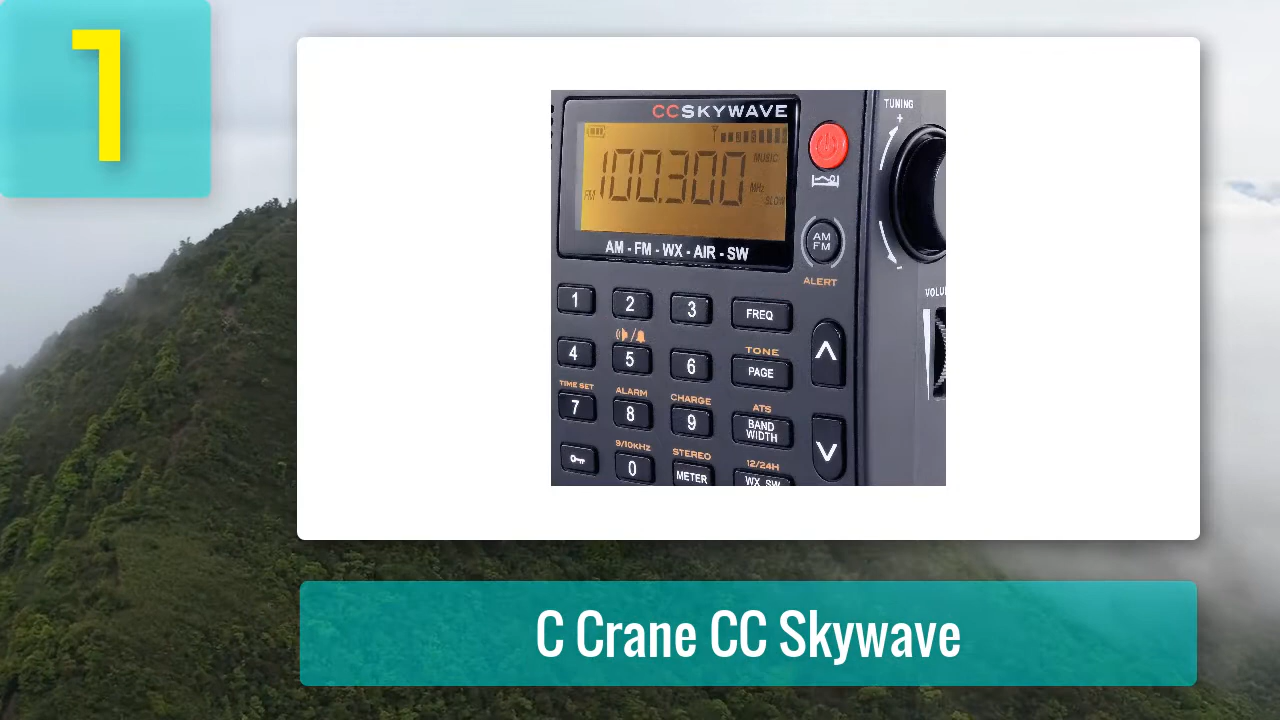 1
CCSKYWAVE
100.300
MUSIC
FM
MHz
SLOW
AM - FM - WX - AIR - SW
TUNING
+
-
AM
FM
ALERT
1
2
3
FREQ
4
5
6
TONE
PAGE
TIME SET
7
ALARM
8
CHARGE
9
ATS
BAND
WIDTH
9/10KHz
0
STEREO
METER
12/24H
WX SW
C Crane CC Skywave